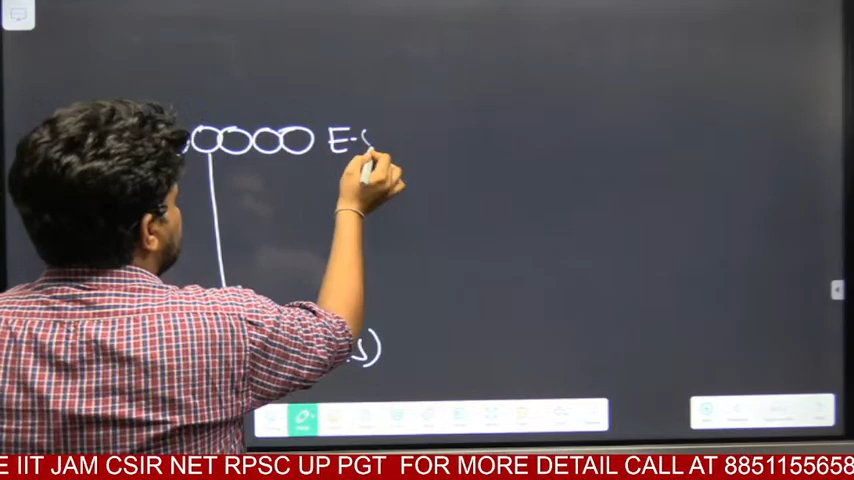 E-
s)
E IIT JAM CSIR NET RPSC UP PGT FOR MORE DETAIL CALL AT 8851155658